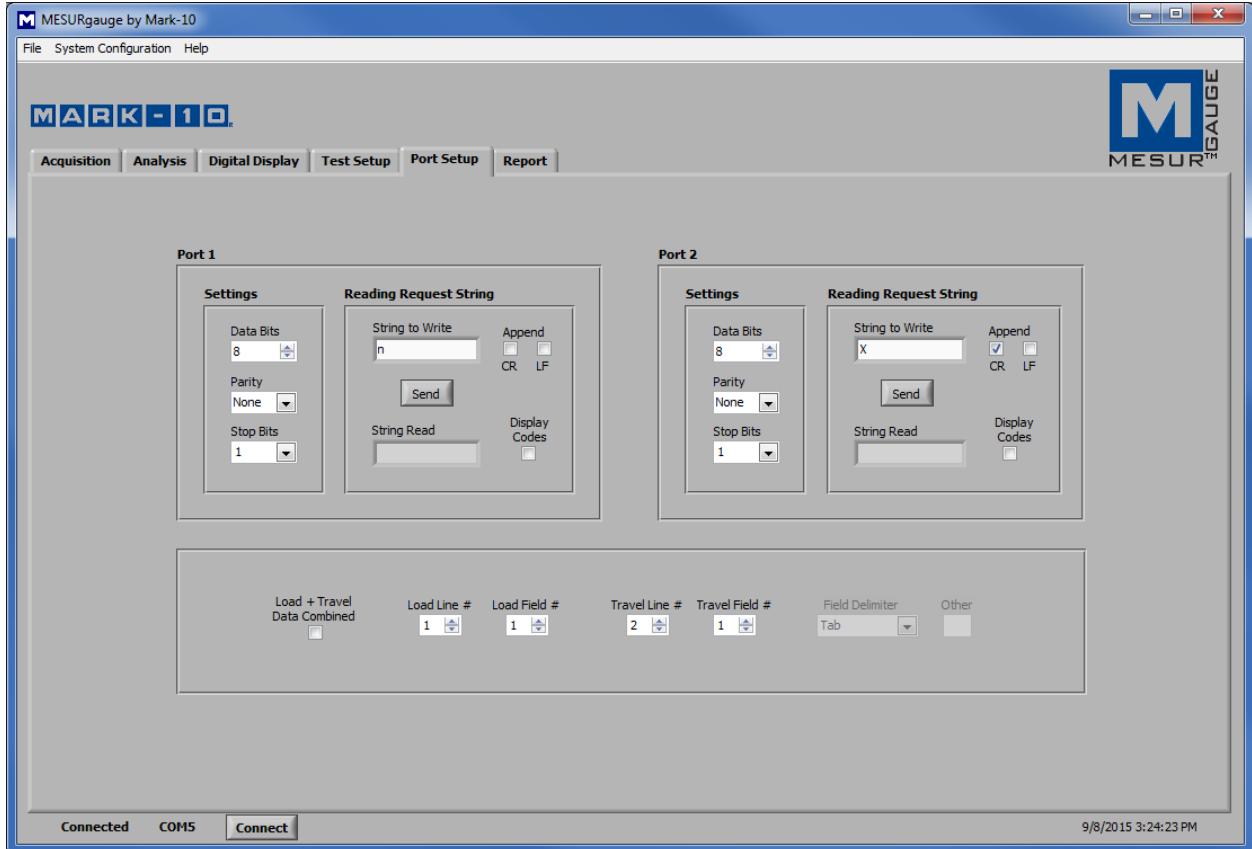 MESURgauge by Mark-10
File System Configuration Help
MARK-10
MESUR™ GAUGE
Acquisition Analysis Digital Display Test Setup Port Setup Report
Port 1
Settings
Data Bits
8
Parity
None
Stop Bits
1
Reading Request String
String to Write
n
Append
CR LF
Send
String Read
Display
Codes
Port 2
Settings
Data Bits
8
Parity
None
Stop Bits
1
Reading Request String
String to Write
X
Append
CR LF
Send
String Read
Display
Codes
Load + Travel
Data Combined
Load Line #
1
Load Field #
1
Travel Line #
2
Travel Field #
1
Field Delimiter
Tab
Other
Connected COM5 Connect
9/8/2015 3:24:23 PM